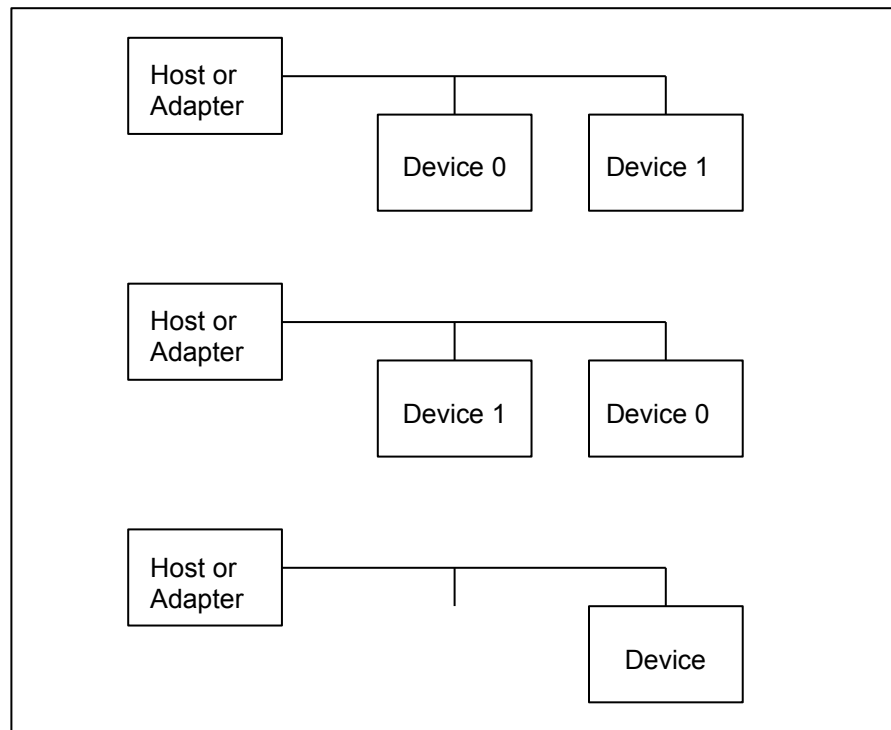 Host or
Adapter
Device 0
Device 1
Host or
Adapter
Device 1
Device 0
Host or
Adapter
Device